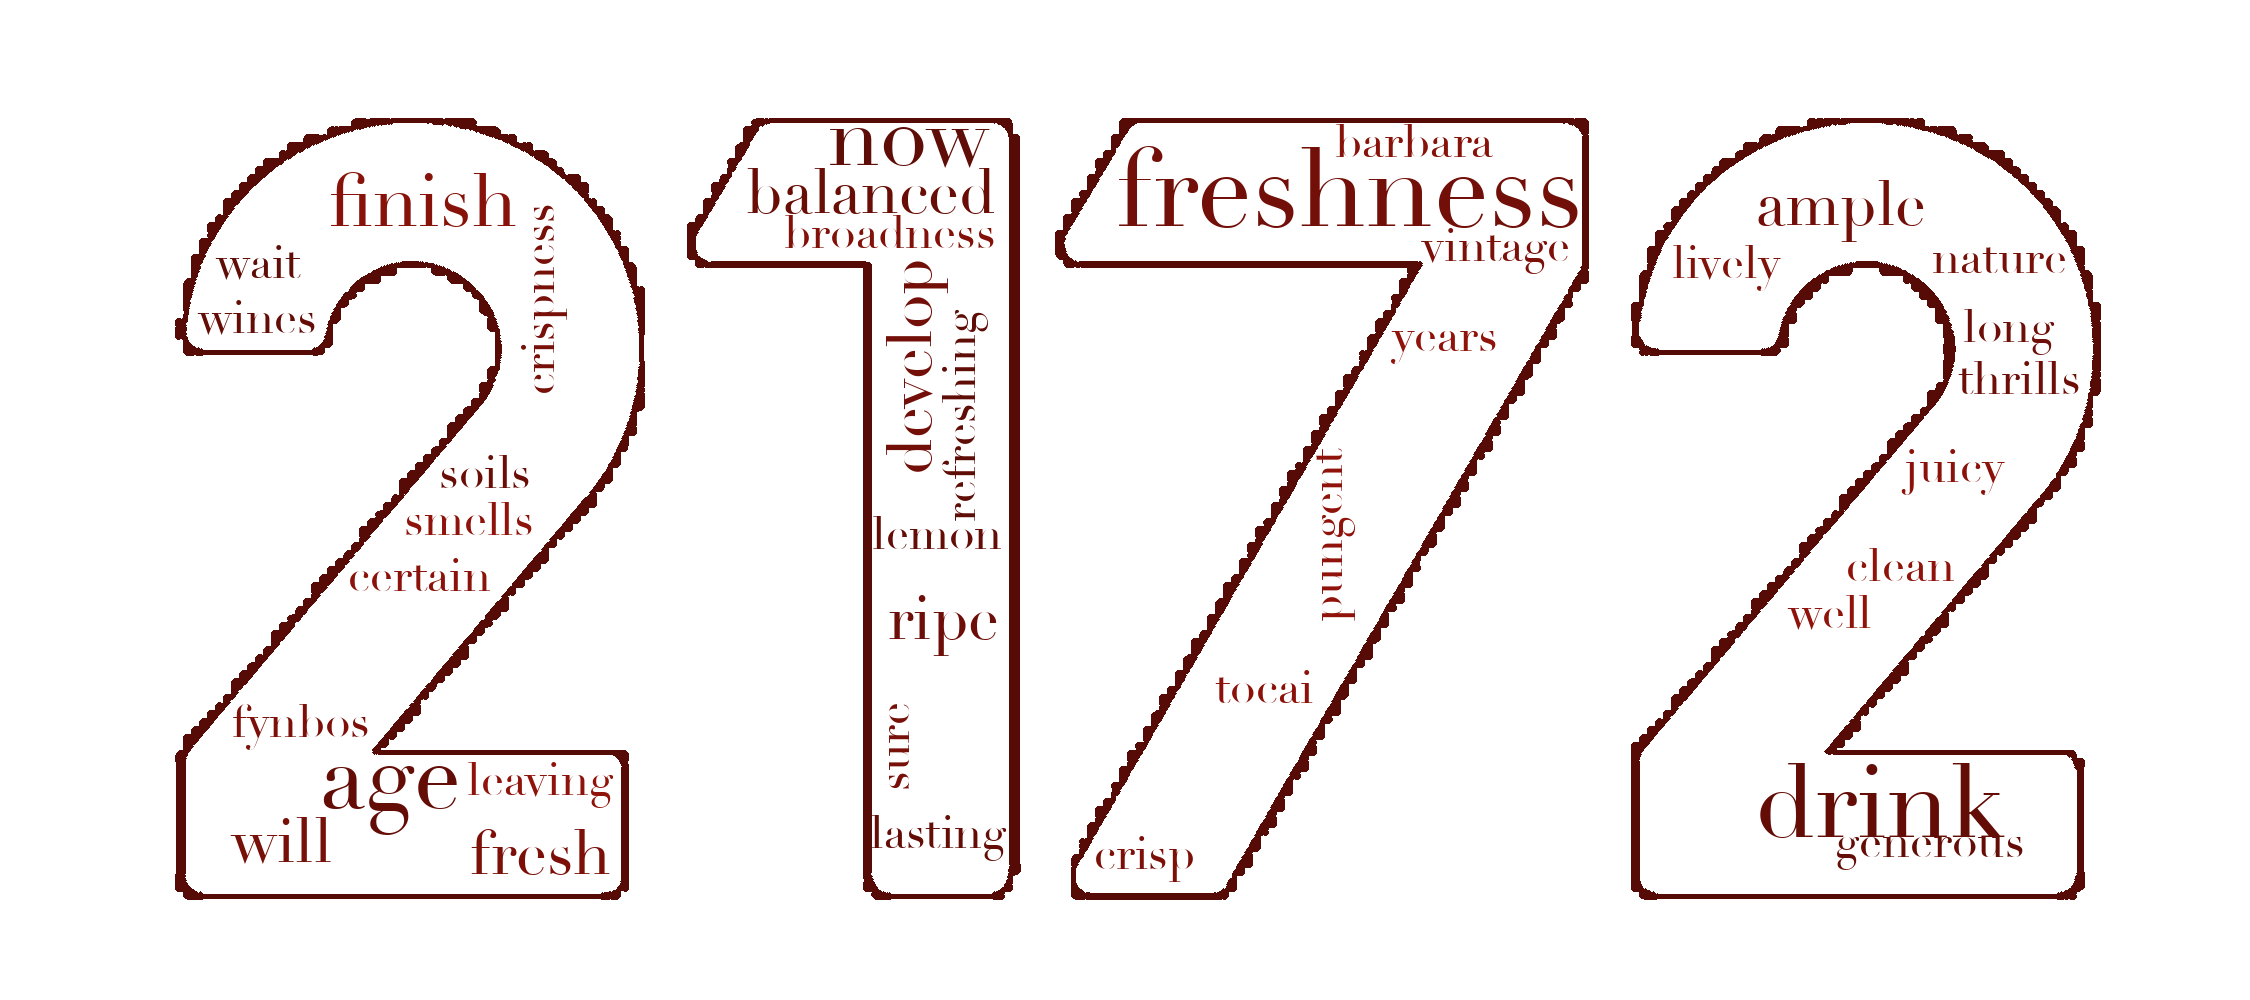 2172
finish
crispness
wait
wines
soils
smells
certain
fynbos
age
leaving
will
fresh
now
balanced
broadness
develop
refreshing
lemon
ripe
sure
lasting
barbara
freshness
vintage
years
pungent
tocai
crisp
ample
lively
nature
long
thrills
juicy
clean
well
drink
generous